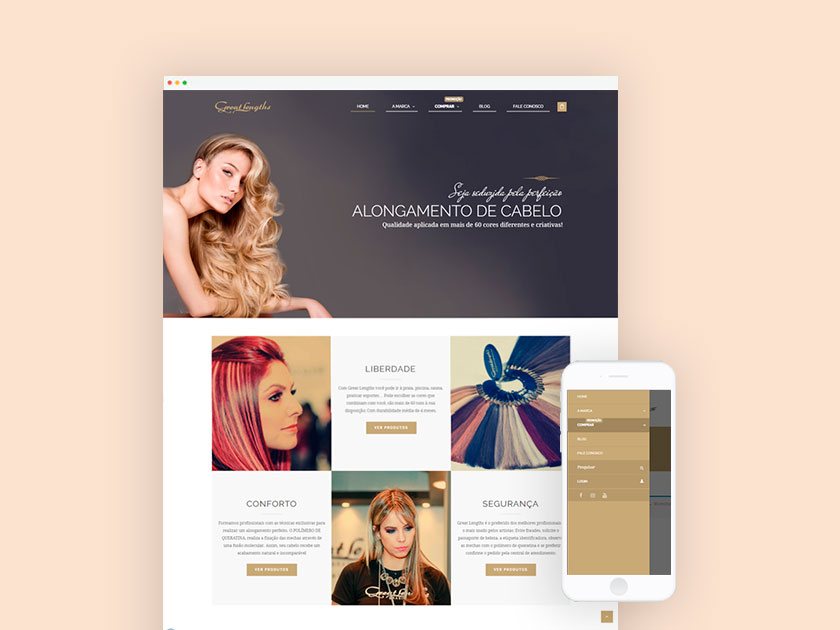 Great Lengths
HOME
A MARCA
PROMOÇÃO
COMPRAR
BLOG
FALE CONOSCO
Seja seduzida pela perfeição
ALONGAMENTO DE CABELO
Qualidade aplicada em mais de 60 cores diferentes e criativas!
LIBERDADE
Com Great Lengths você pode ir à praia, piscina, sauna,
praticar esportes... Pode escolher as cores que
combinam com você são mais de 60 tons à sua
disposição. Com durabilidade média de 6 meses.
VER PRODUTOS
CONFORTO
Formamos profissionais com as técnicas exclusivas para
realizar um alongamento perfeito. O POLÍMERO DE
QUERATINA, realiza a fixação das mechas através de
uma fusão molecular. Assim, seu cabelo recebe um
acabamento natural e incomparável
VER PRODUTOS
Great Lengths
SEGURANÇA
Great Lengths é o preferido dos melhores profissionais
e mais usado pelos artistas. Evite fraudes, solicite o
passaporte de beleza, a etiqueta identificadora, observe
as mechas com o polímero de queratina e se preferir
confirme o pedido pela central de atendimento.
VER PRODUTOS
HOME
A MARCA
PROMOÇÃO
COMPRAR
BLOG
FALE CONOSCO
Pesquisar
LOGIN